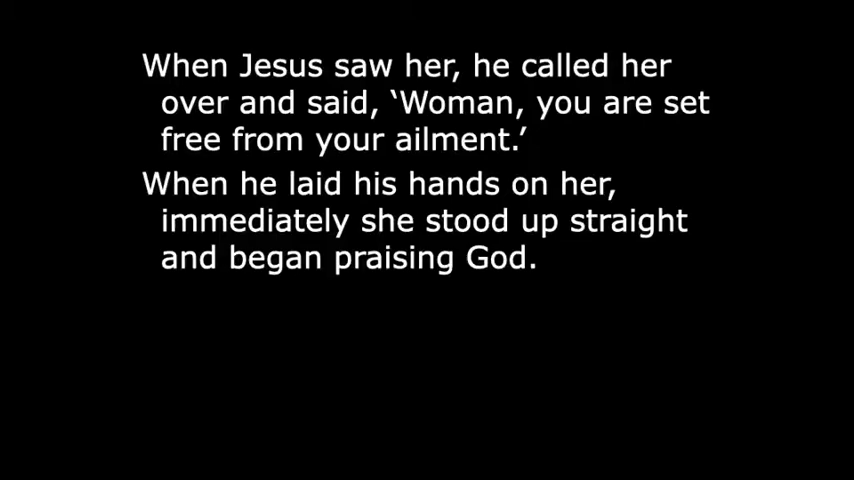 When Jesus saw her, he called her
over and said, ‘Woman, you are set
free from your ailment.’
When he laid his hands on her,
immediately she stood up straight
and began praising God.